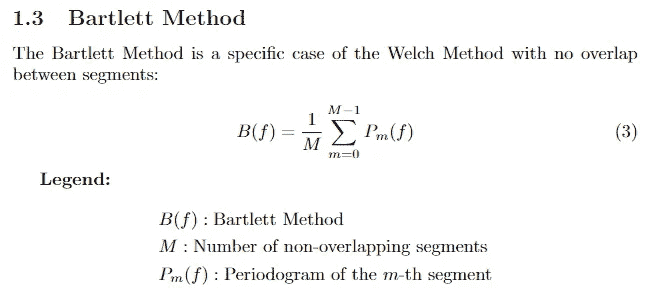 1.3 Bartlett Method
The Bartlett Method is a specific case of the Welch Method with no overlap
between segments:
B(f) = \frac{1}{M} \sum_{m=0}^{M-1} P_m(f) (3)
Legend:
B(f) : Bartlett Method
M : Number of non-overlapping segments
P_m(f) : Periodogram of the m-th segment